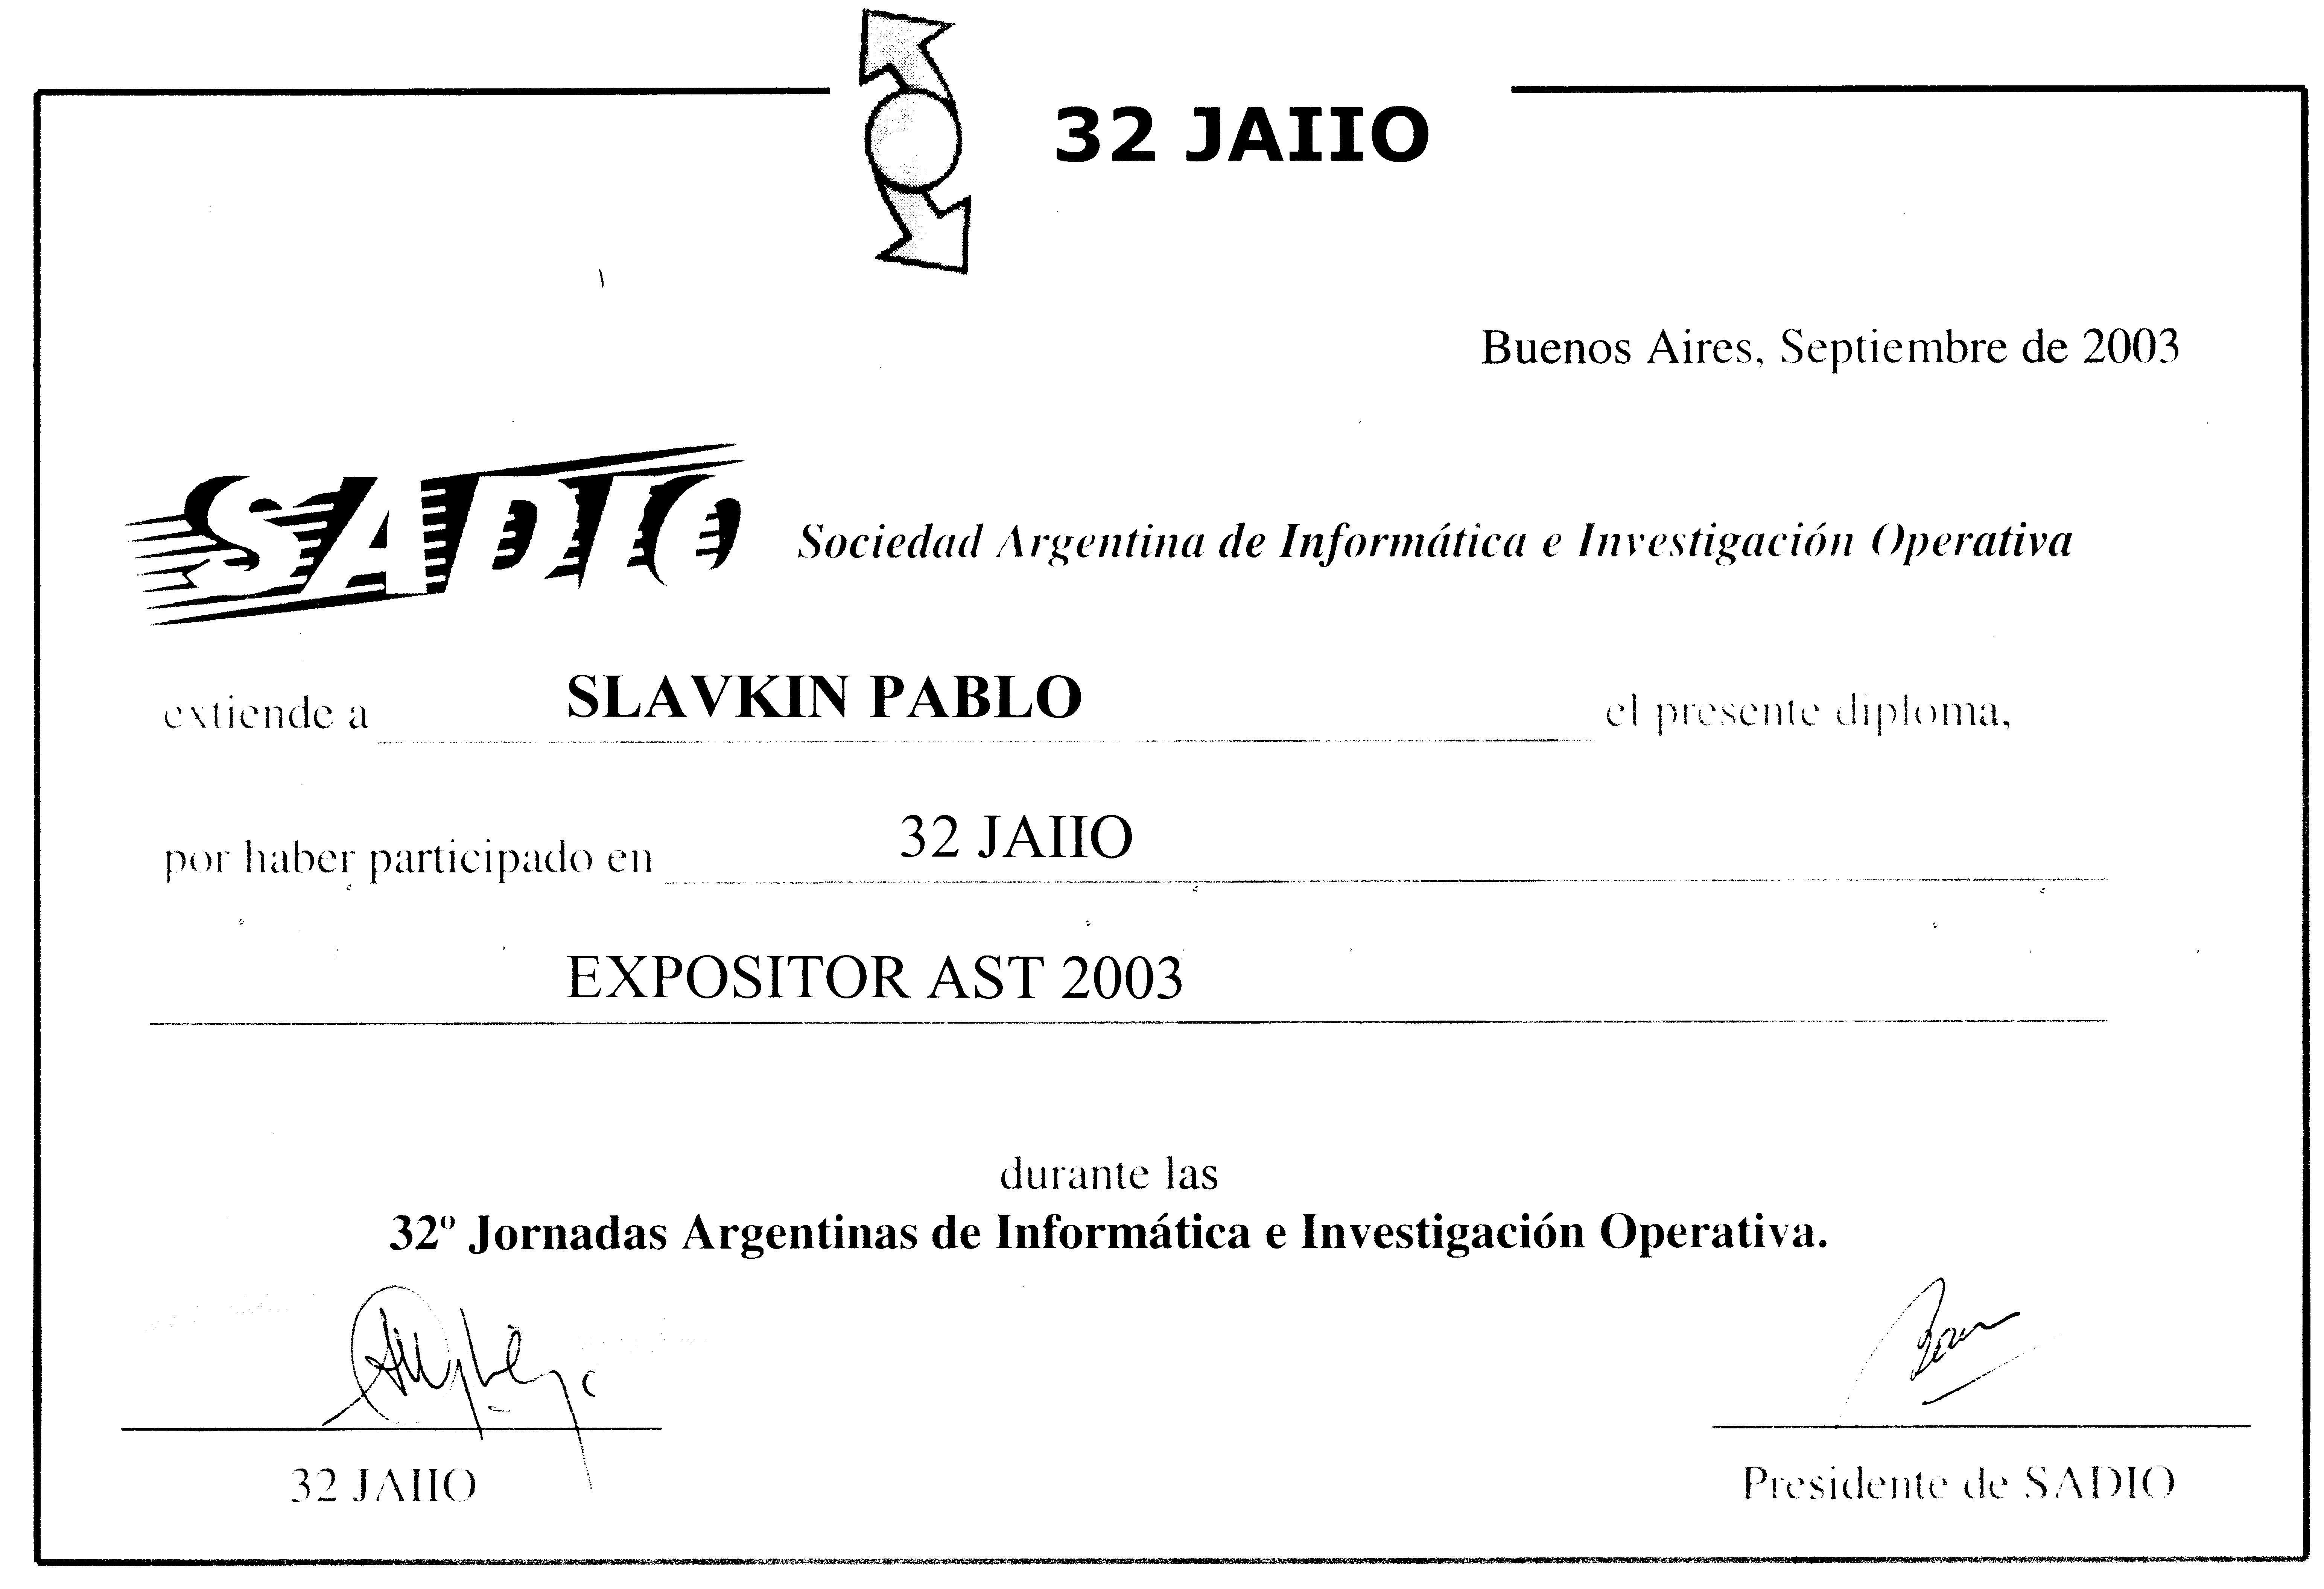 32 JAIIO
Buenos Aires, Septiembre de 2003
SADIO Sociedad Argentina de Informática e Investigación Operativa
extiende a SLAVKIN PABLO el presente diploma,
por haber participado en 32 JAIIO
EXPOSITOR AST 2003
durante las
32º Jornadas Argentinas de Informática e Investigación Operativa.
32 JAIIO Presidente de SADIO